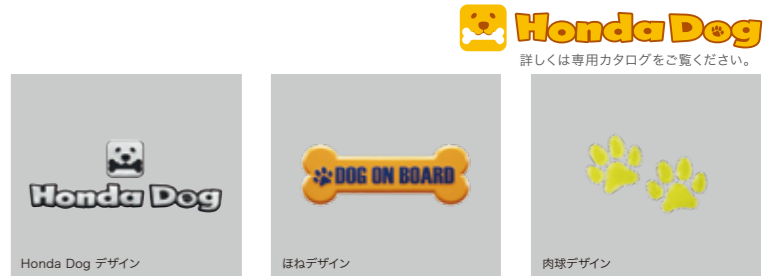 Honda Dog
詳しくは専用カタログをご覧ください。
Honda Dog
Honda Dog デザイン
DOG ON BOARD
ほねデザイン
肉球デザイン